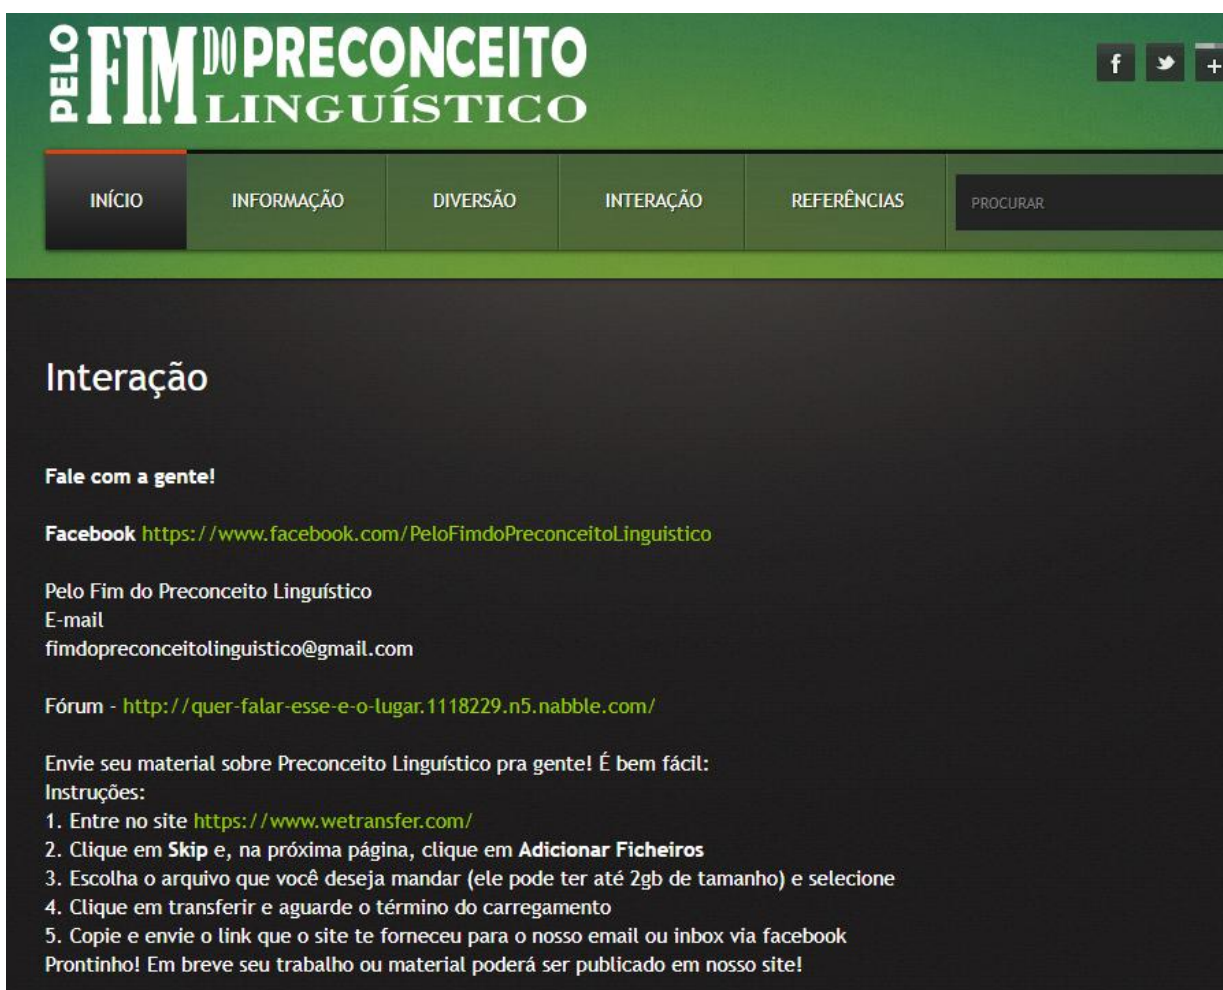 PELO FIM DO PRECONCEITO
LINGUÍSTICO
INÍCIO INFORMAÇÃO DIVERSÃO INTERAÇÃO REFERÊNCIAS PROCURAR
Interação
Fale com a gente!
Facebook https://www.facebook.com/PeloFimdoPreconceitoLinguistico
Pelo Fim do Preconceito Linguístico
E-mail
fimdopreconceitolinguistico@gmail.com
Fórum - http://quer-falar-esse-e-o-lugar.1118229.n5.nabble.com/
Envie seu material sobre Preconceito Linguístico pra gente! É bem fácil:
Instruções:
1. Entre no site https://www.wetransfer.com/
2. Clique em Skip e, na próxima página, clique em Adicionar Ficheiros
3. Escolha o arquivo que você deseja mandar (ele pode ter até 2gb de tamanho) e selecione
4. Clique em transferir e aguarde o término do carregamento
5. Copie e envie o link que o site te forneceu para o nosso email ou inbox via facebook
Prontinho! Em breve seu trabalho ou material poderá ser publicado em nosso site!